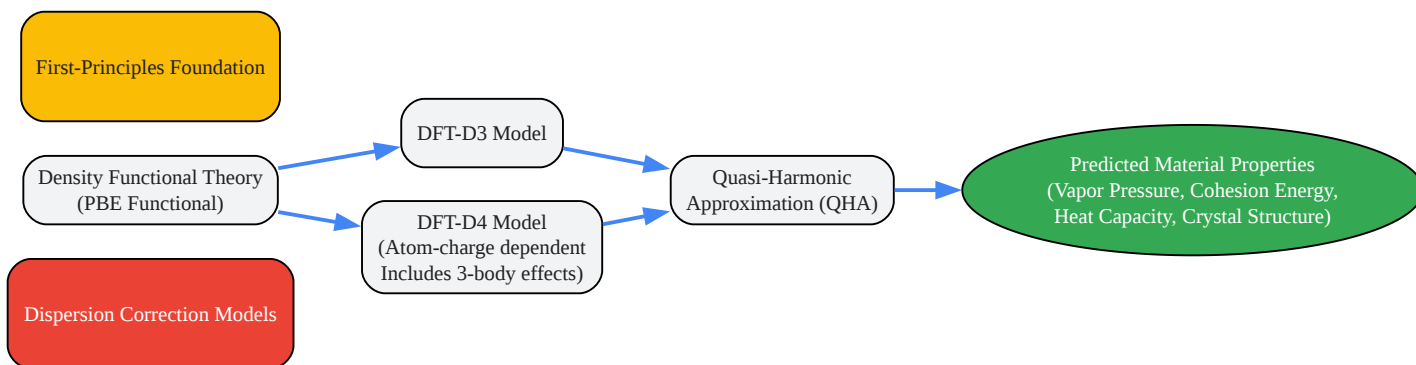 First-Principles Foundation
Density Functional Theory
(PBE Functional)
Dispersion Correction Models
DFT-D3 Model
DFT-D4 Model
(Atom-charge dependent
Includes 3-body effects)
Quasi-Harmonic
Approximation (QHA)
Predicted Material Properties
(Vapor Pressure, Cohesion Energy,
Heat Capacity, Crystal Structure)